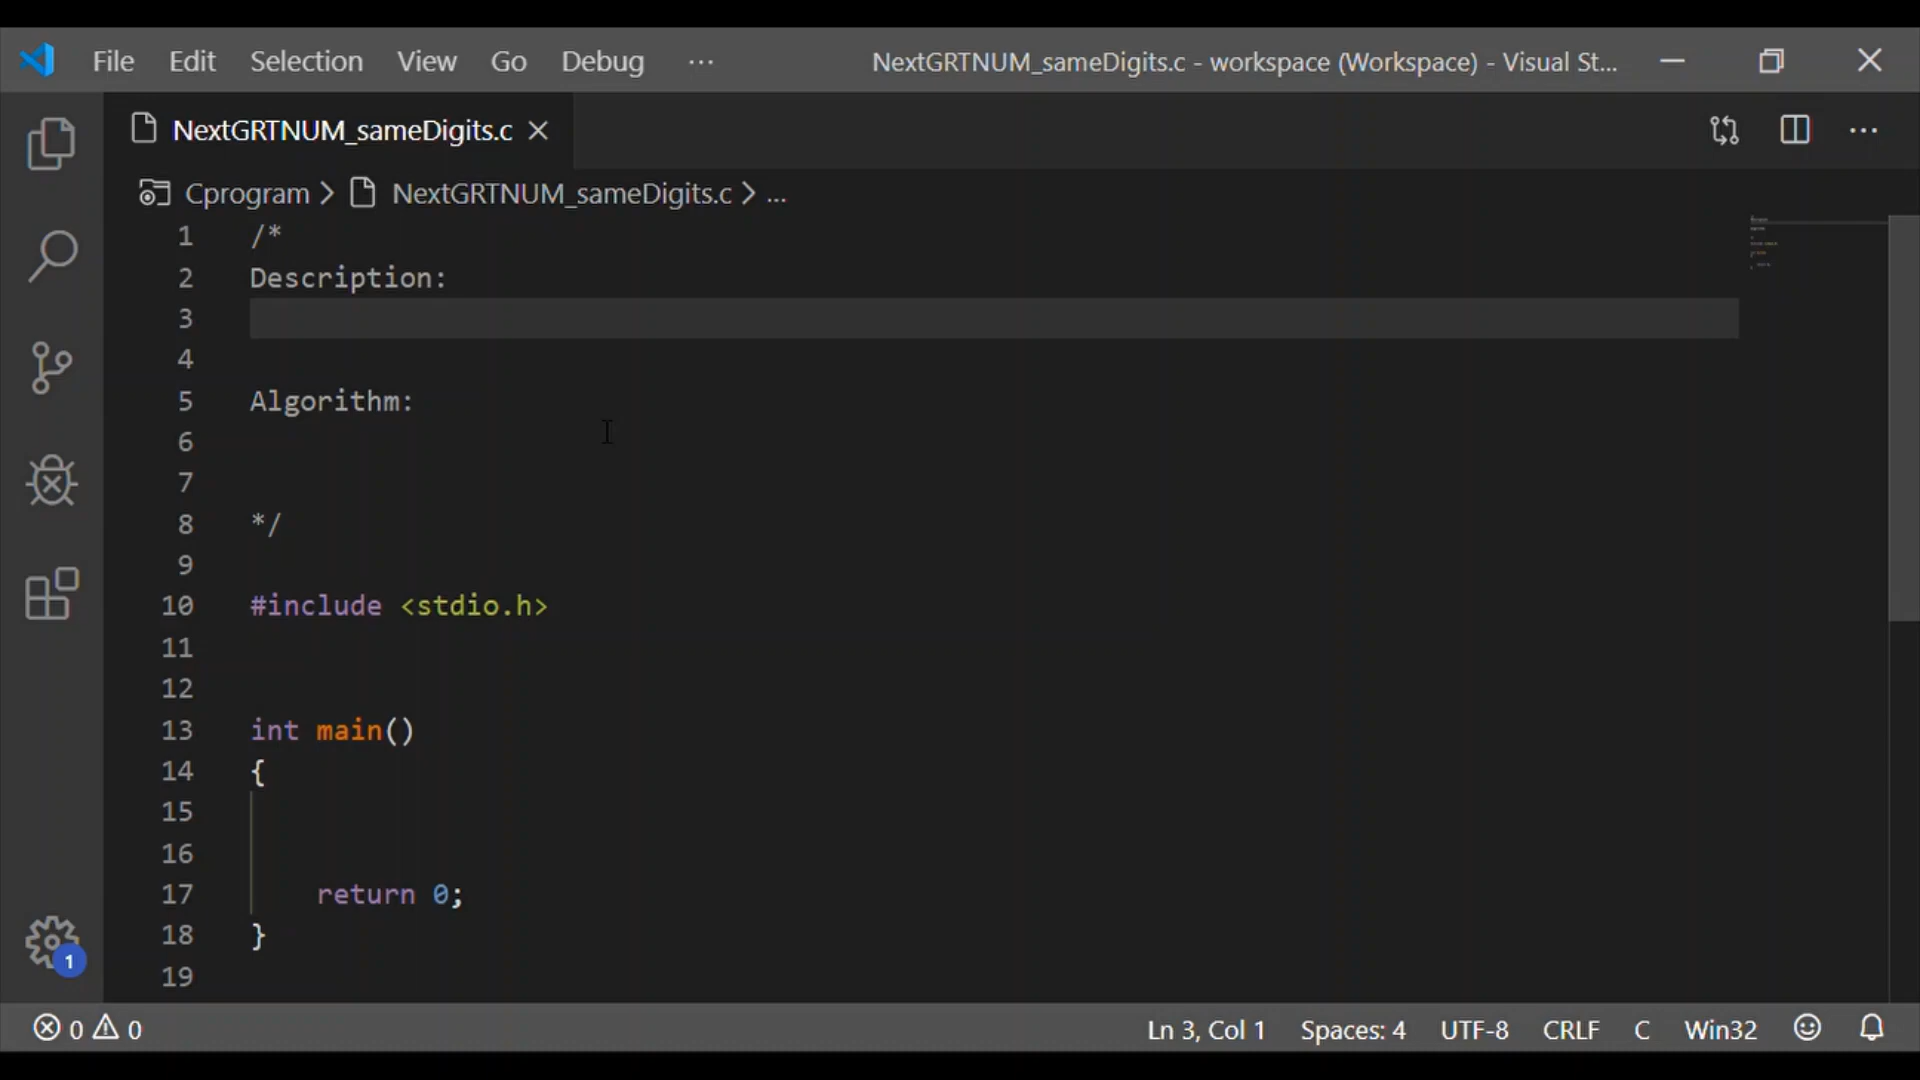 File Edit Selection View Go Debug ··· NextGRTNUM_sameDigits.c - workspace (Workspace) - Visual St...
NextGRTNUM_sameDigits.c
Cprogram > NextGRTNUM_sameDigits.c > ...
1 /*
2 Description:
3
4
5 Algorithm:
6
7
8 */
9
10 #include <stdio.h>
11
12
13 int main()
14 {
15
16
17 return 0;
18 }
19
1
0 0 Ln 3, Col 1 Spaces: 4 UTF-8 CRLF C Win32